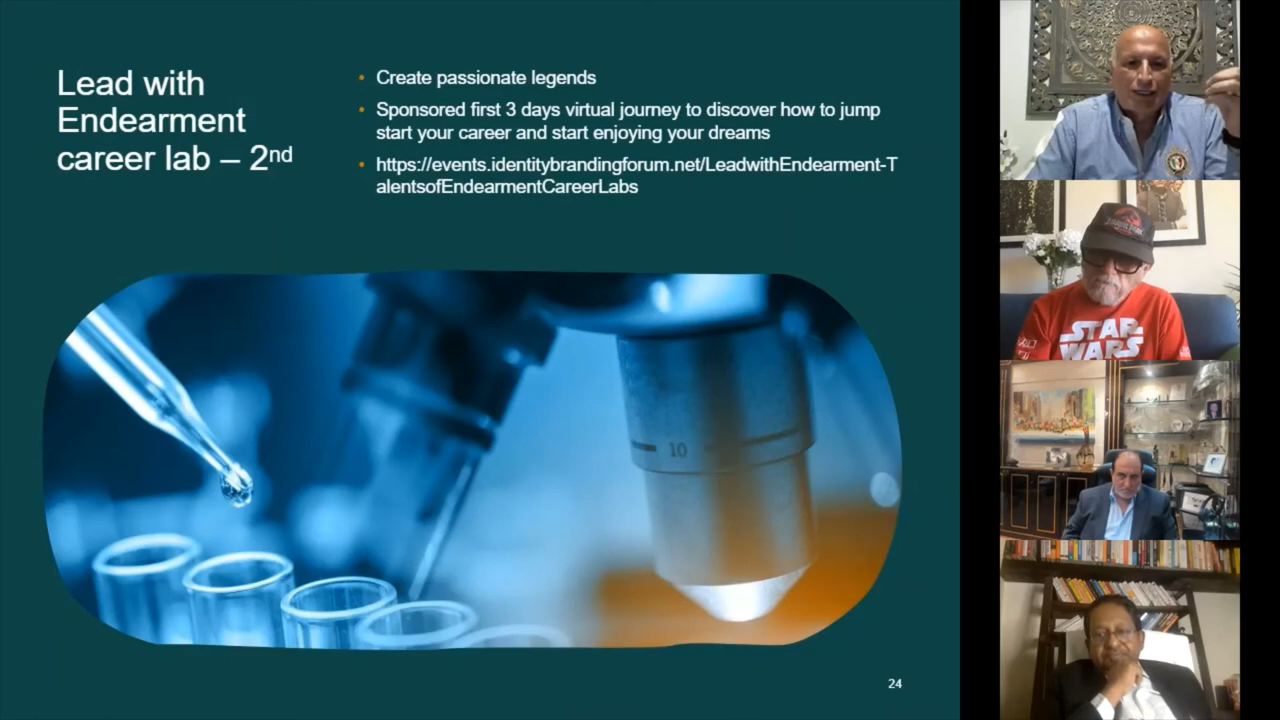 Lead with
Endearment
career lab – 2nd
• Create passionate legends
• Sponsored first 3 days virtual journey to discover how to jump
start your career and start enjoying your dreams
• https://events.identitybrandingforum.net/LeadwithEndearment-T
alentsofEndearmentCareerLabs
10
24
STAR
WARS